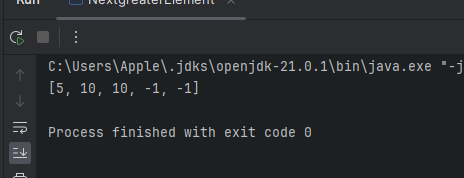 Run
NextgreaterElement
C:\Users\Apple\.jdks\openjdk-21.0.1\bin\java.exe "-j
[5, 10, 10, -1, -1]
Process finished with exit code 0